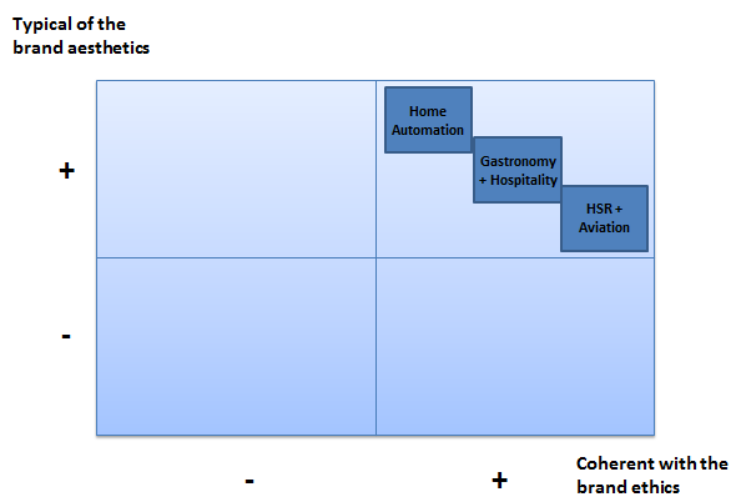 Typical of the
brand aesthetics
Home
Automation
Gastronomy
+ Hospitality
HSR +
Aviation
+
-
-
+
Coherent with the
brand ethics